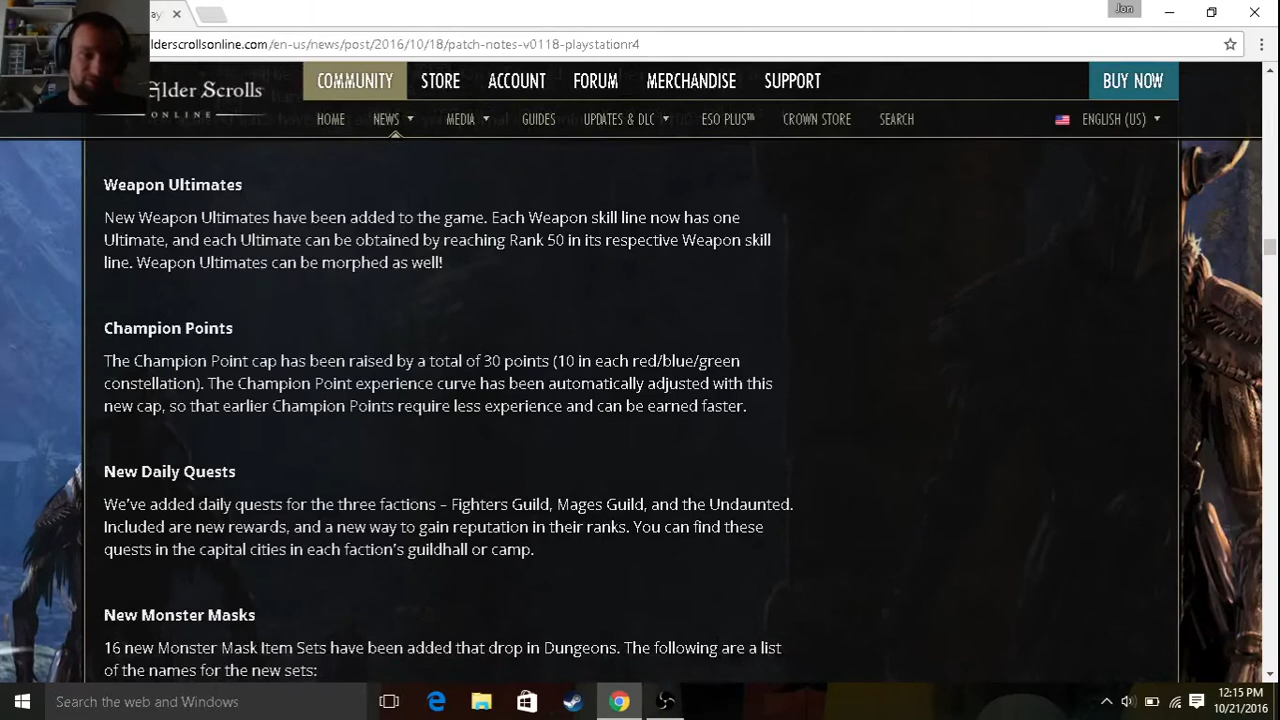 Jon
lderscrollsonline.com/en-us/news/post/2016/10/18/patch-notes-v0118-playstationr4
Elder Scrolls
ONLINE
COMMUNITY STORE ACCOUNT FORUM MERCHANDISE SUPPORT BUY NOW
HOME NEWS MEDIA GUIDES UPDATES & DLC ESO PLUS™ CROWN STORE SEARCH ENGLISH (US)
Weapon Ultimates
New Weapon Ultimates have been added to the game. Each Weapon skill line now has one
Ultimate, and each Ultimate can be obtained by reaching Rank 50 in its respective Weapon skill
line. Weapon Ultimates can be morphed as well!
Champion Points
The Champion Point cap has been raised by a total of 30 points (10 in each red/blue/green
constellation). The Champion Point experience curve has been automatically adjusted with this
new cap, so that earlier Champion Points require less experience and can be earned faster.
New Daily Quests
We've added daily quests for the three factions – Fighters Guild, Mages Guild, and the Undaunted.
Included are new rewards, and a new way to gain reputation in their ranks. You can find these
quests in the capital cities in each faction's guildhall or camp.
New Monster Masks
16 new Monster Mask Item Sets have been added that drop in Dungeons. The following are a list
of the names for the new sets:
Search the web and Windows
12:15 PM
10/21/2016